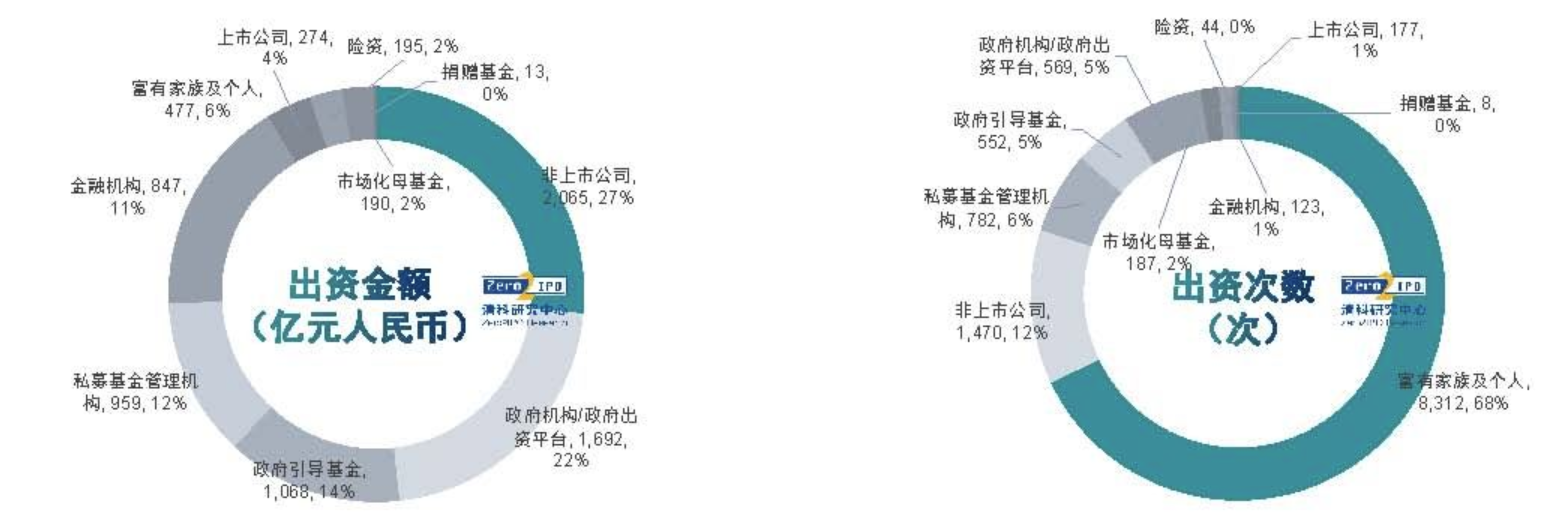 上市公司, 274,
4%
险资, 195, 2%
捐赠基金, 13,
0%
富有家族及个人,
477, 6%
金融机构, 847,
11%
市场化母基金,
190, 2%
非上市公司,
2,065, 27%
出资金额
(亿元人民币)
Zero2IPO
清科研究中心
Zero2IPO Research
私募基金管理机
构, 959, 12%
政府机构/政府出
资平台, 1,692,
22%
政府引导基金,
1,068, 14%
险资, 44, 0%
上市公司, 177,
1%
政府机构/政府出
资平台, 569, 5%
捐赠基金, 8,
0%
政府引导基金,
552, 5%
私募基金管理机
构, 782, 6%
金融机构, 123,
1%
市场化母基金,
187, 2%
出资次数
(次)
Zero2IPO
清科研究中心
Zero2IPO Research
非上市公司,
1,470, 12%
富有家族及个人,
8,312, 68%